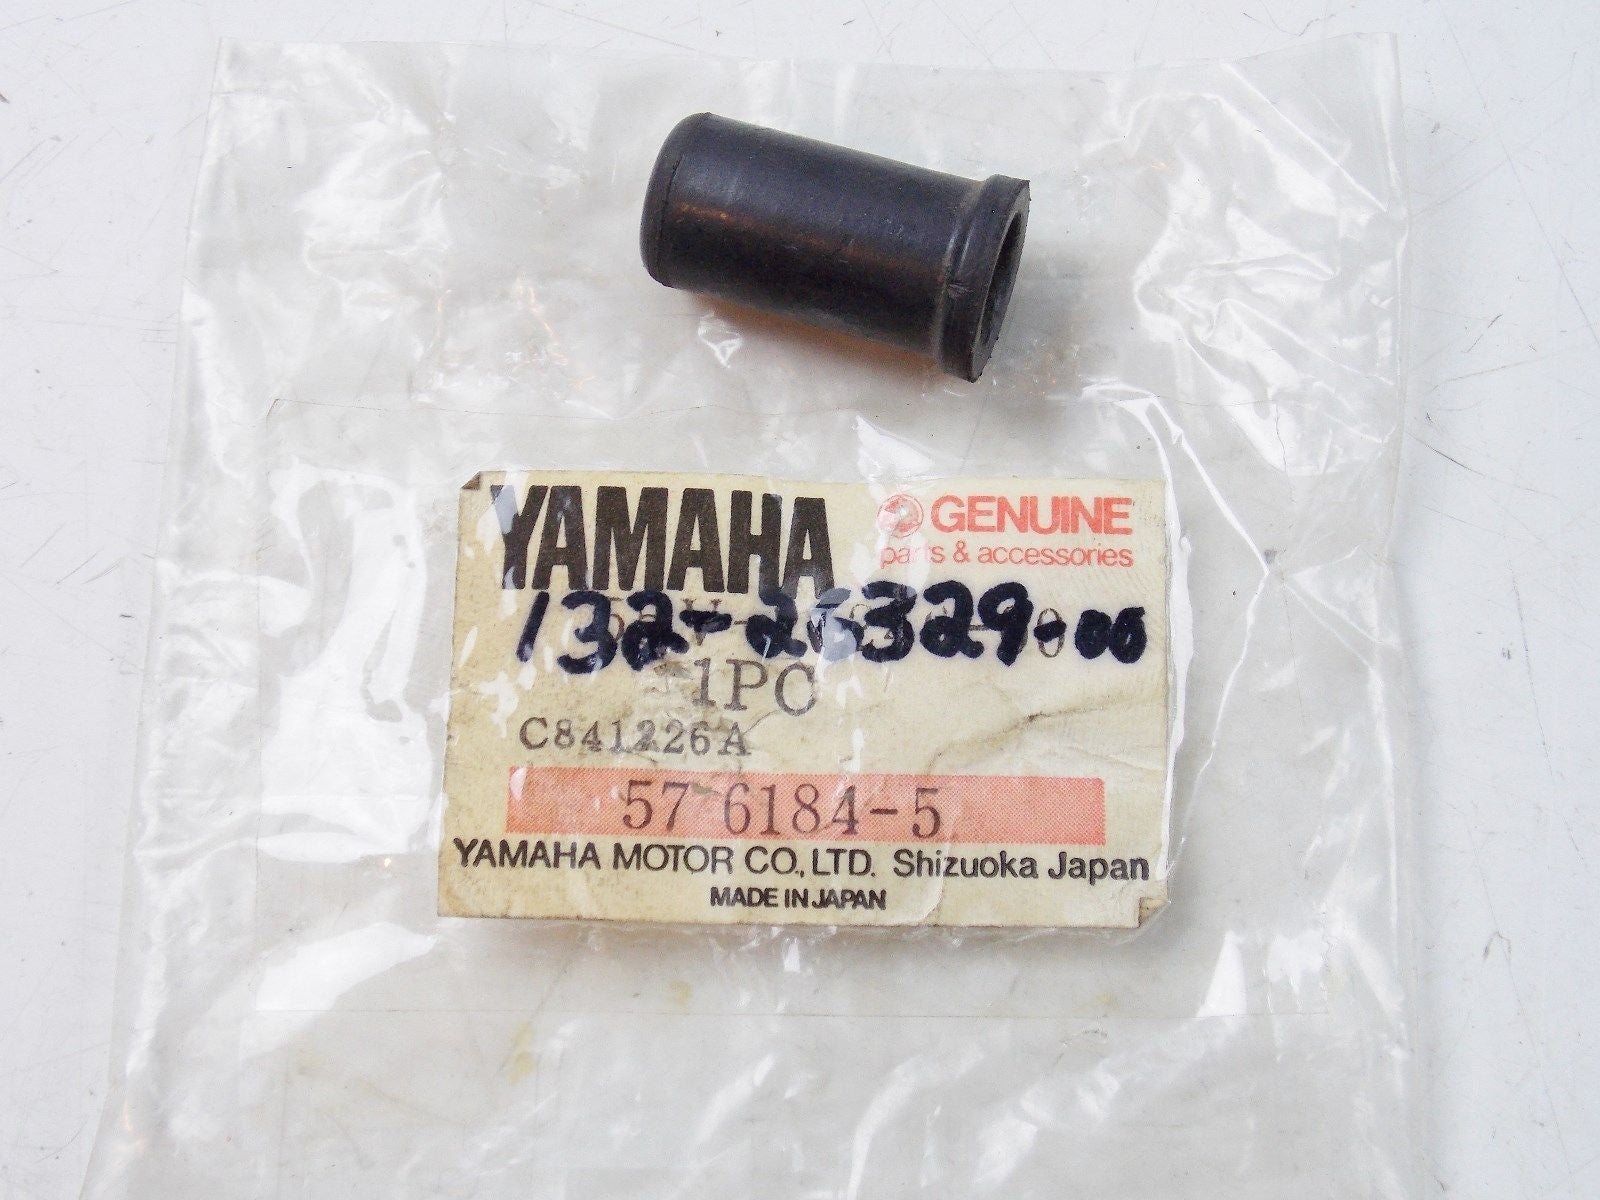 YAMAHA
GENUINE
parts & accessories
132-26329-00
1PC
C841226A
57 6184-5
YAMAHA MOTOR CO., LTD. Shizuoka Japan
MADE IN JAPAN